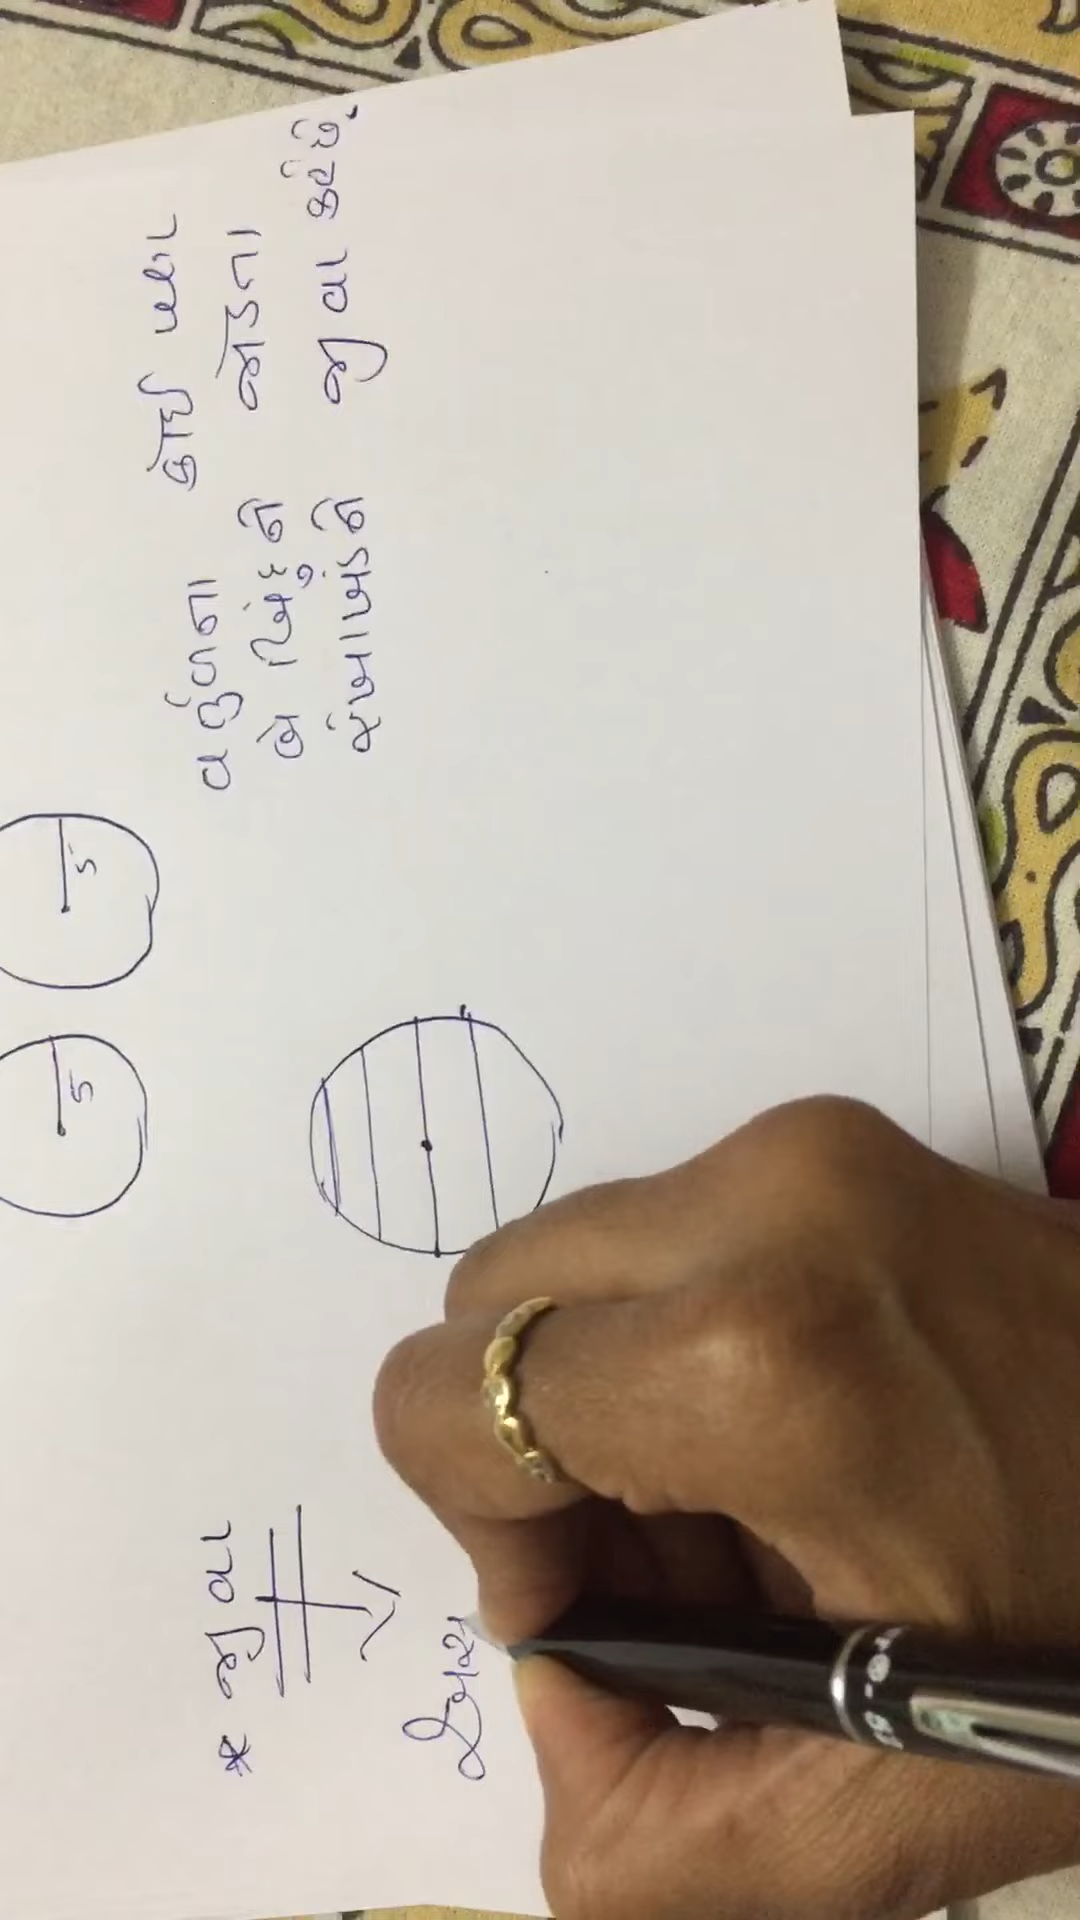 5
5
* જીવા
વર્તુળના કોઈ પણ
બે બિંદુને જોડતા
રેખાખંડને જીવા કહે છે.